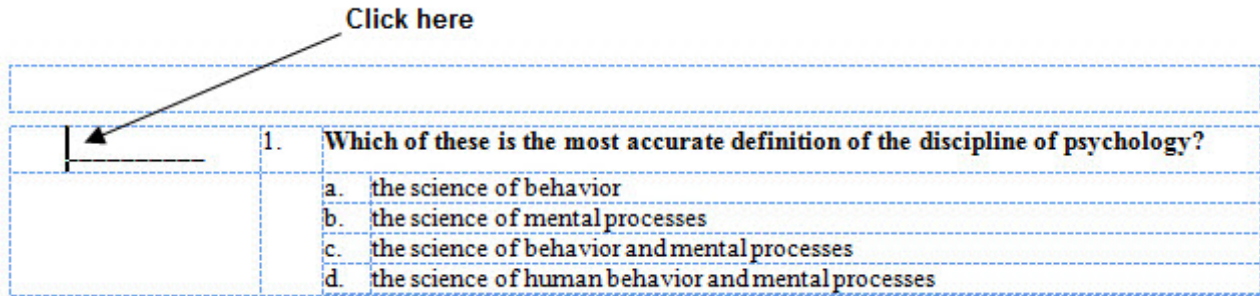 Click here
__________ 1. Which of these is the most accurate definition of the discipline of psychology?
a. the science of behavior
b. the science of mental processes
c. the science of behavior and mental processes
d. the science of human behavior and mental processes